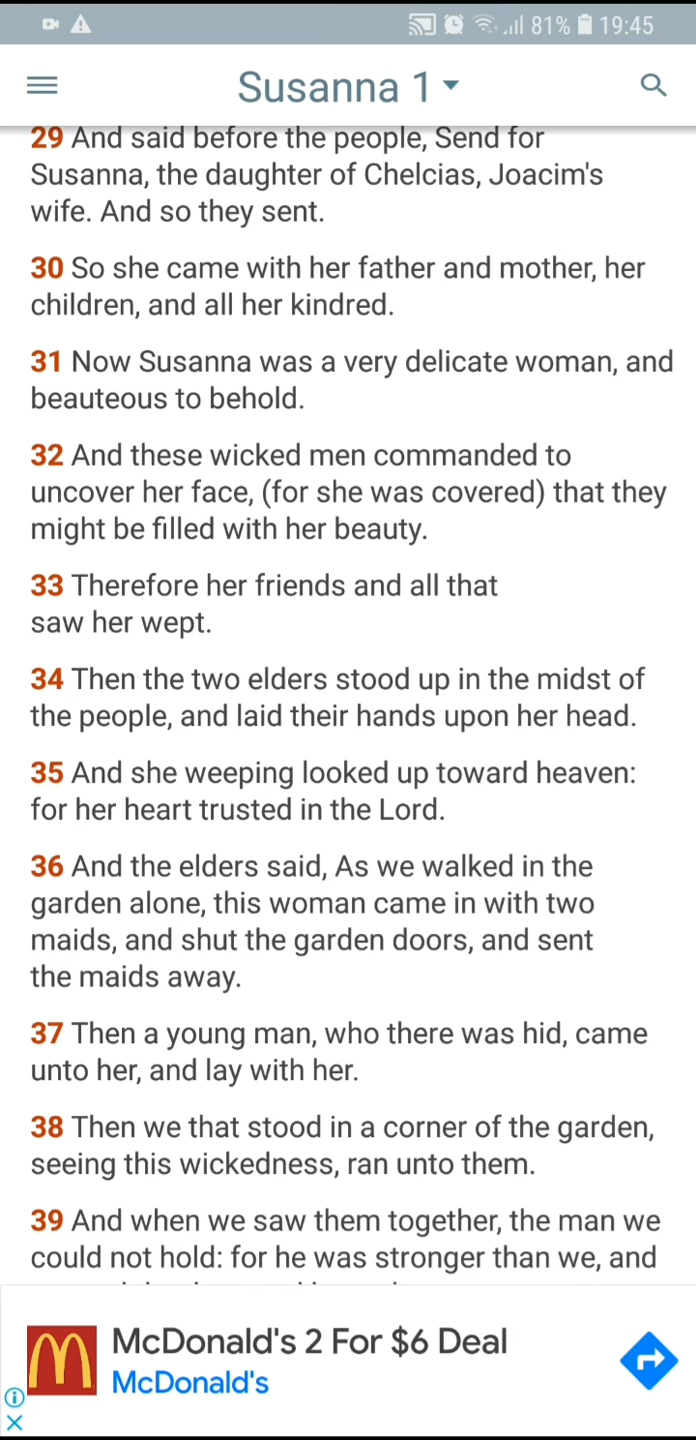 81% 19:45
Susanna 1
29 And said before the people, Send for
Susanna, the daughter of Chelcias, Joacim's
wife. And so they sent.
30 So she came with her father and mother, her
children, and all her kindred.
31 Now Susanna was a very delicate woman, and
beauteous to behold.
32 And these wicked men commanded to
uncover her face, (for she was covered) that they
might be filled with her beauty.
33 Therefore her friends and all that
saw her wept.
34 Then the two elders stood up in the midst of
the people, and laid their hands upon her head.
35 And she weeping looked up toward heaven:
for her heart trusted in the Lord.
36 And the elders said, As we walked in the
garden alone, this woman came in with two
maids, and shut the garden doors, and sent
the maids away.
37 Then a young man, who there was hid, came
unto her, and lay with her.
38 Then we that stood in a corner of the garden,
seeing this wickedness, ran unto them.
39 And when we saw them together, the man we
could not hold: for he was stronger than we, and
McDonald's 2 For $6 Deal
McDonald's